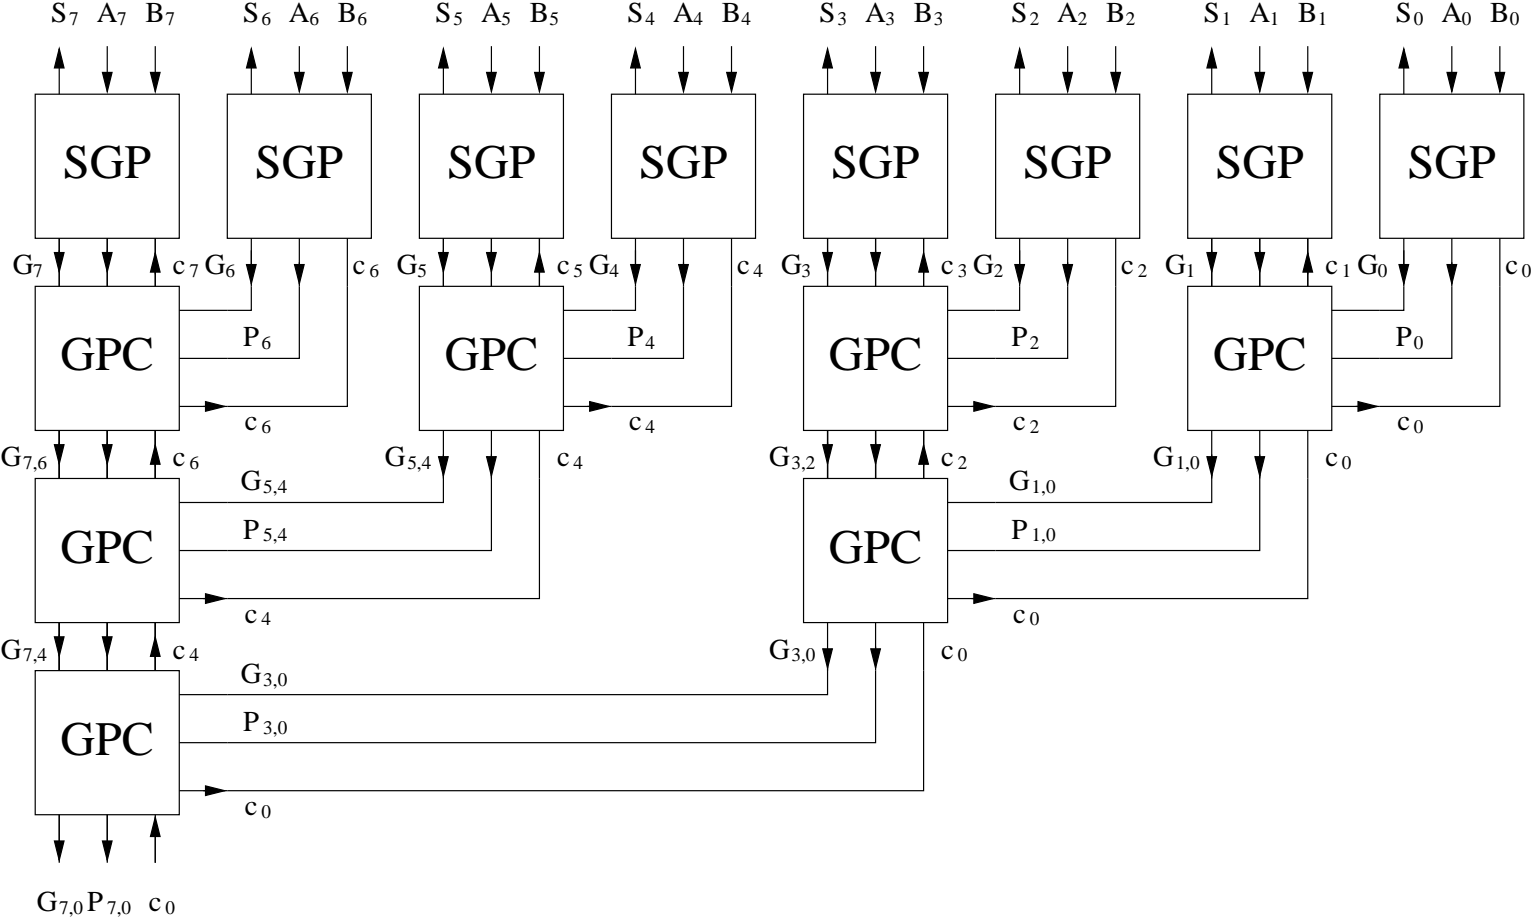 S7 A7 B7 S6 A6 B6 S5 A5 B5 S4 A4 B4 S3 A3 B3 S2 A2 B2 S1 A1 B1 S0 A0 B0
SGP SGP SGP SGP SGP SGP SGP SGP
G7 c7 G6 c6 G5 c5 G4 c4 G3 c3 G2 c2 G1 c1 G0 c0
P6 P4 P2 P0
GPC GPC GPC GPC
c6 c4 c2 c0
G7,6 c6 G5,4 c4 G3,2 c2 G1,0 c0
G5,4 G1,0
P5,4 P1,0
GPC GPC
c4 c0
G7,4 c4 G3,0 c0
G3,0
P3,0
GPC
c0
G7,0 P7,0 c0